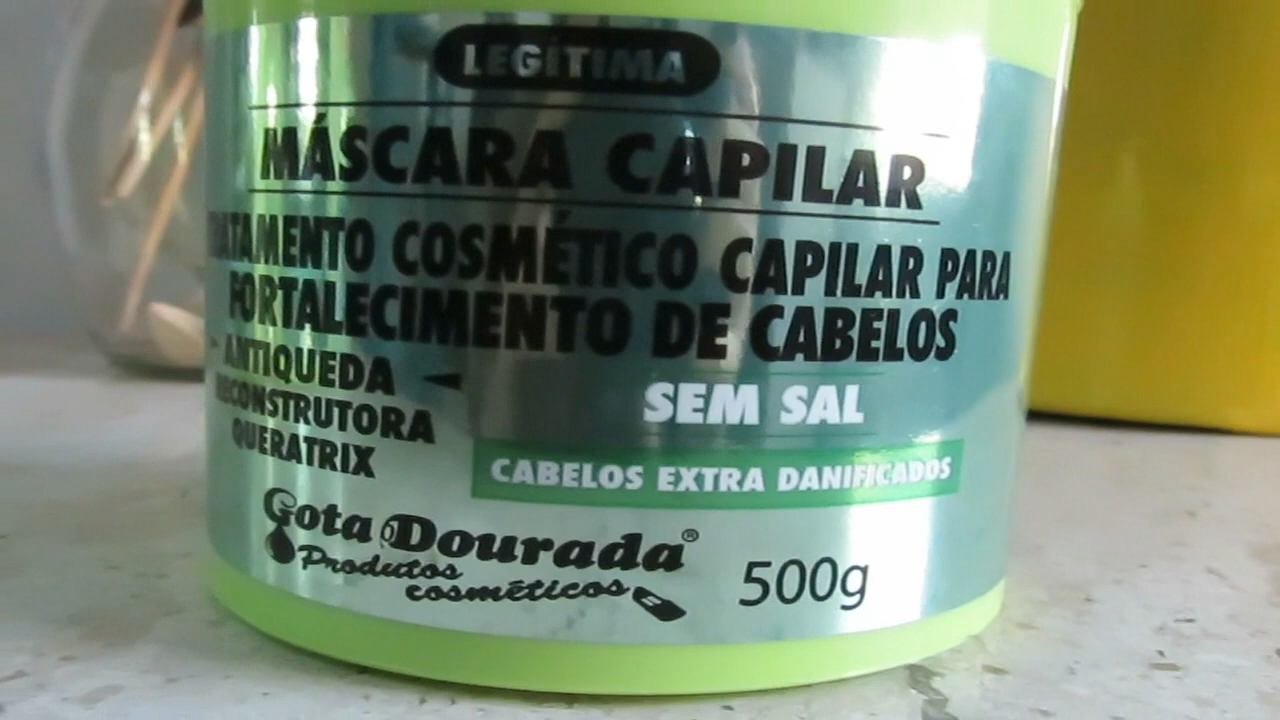 LEGÍTIMA
MÁSCARA CAPILAR
TRATAMENTO COSMÉTICO CAPILAR PARA
FORTALECIMENTO DE CABELOS
ANTIQUEDA
RECONSTRUTORA
QUERATRIX
SEM SAL
CABELOS EXTRA DANIFICADOS
Gota Dourada®
Produtos
cosméticos
500g